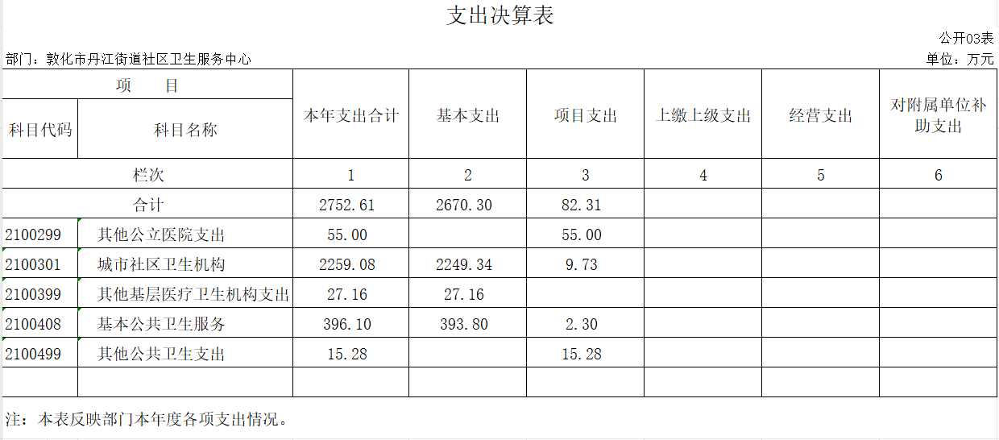 支出决算表
公开03表
部门：敦化市丹江街道社区卫生服务中心 单位：万元
项 目 本年支出合计 基本支出 项目支出 上缴上级支出 经营支出 对附属单位补助支出
科目代码 科目名称
栏次 1 2 3 4 5 6
合计 2752.61 2670.30 82.31
2100299 其他公立医院支出 55.00 55.00
2100301 城市社区卫生机构 2259.08 2249.34 9.73
2100399 其他基层医疗卫生机构支出 27.16 27.16
2100408 基本公共卫生服务 396.10 393.80 2.30
2100499 其他公共卫生支出 15.28 15.28
注：本表反映部门本年度各项支出情况。